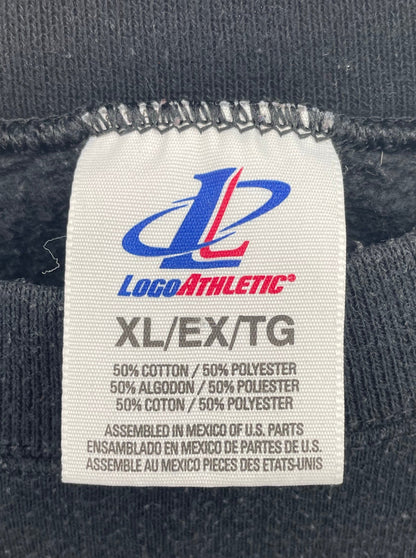 LOGOATHLETIC®
XL/EX/TG
50% COTTON / 50% POLYESTER
50% ALGODON / 50% POLIESTER
50% COTON / 50% POLYESTER
ASSEMBLED IN MEXICO OF U.S. PARTS
ENSAMBLADO EN MEXICO DE PARTES DE U.S.
ASSEMBLE AU MEXICO PIECES DES ETATS-UNIS